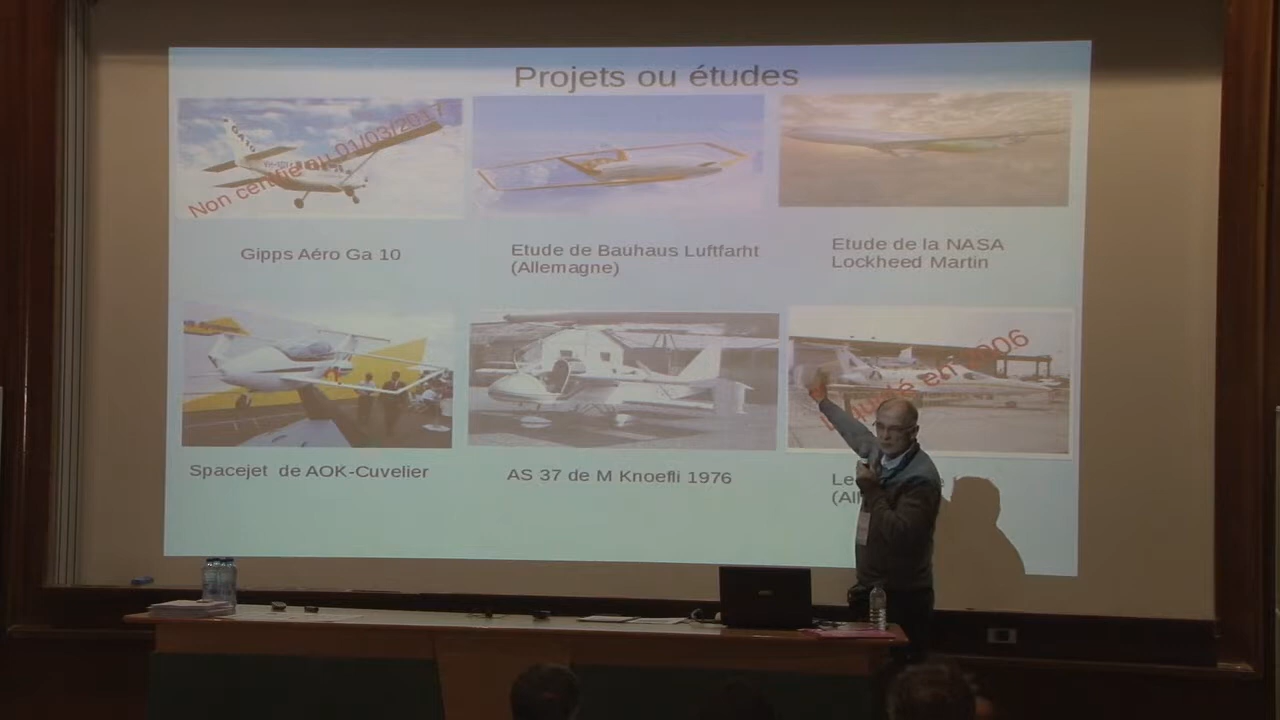 Projets ou études
GA10
Non certifié au 01/03/2017
Gipps Aéro Ga 10
Etude de Bauhaus Luftfarht
(Allemagne)
Etude de la NASA
Lockheed Martin
en 2006
Spacejet de AOK-Cuvelier
AS 37 de M Knoefli 1976